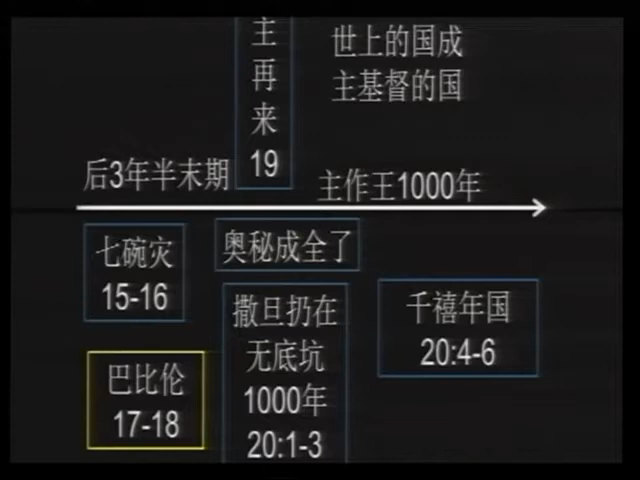 主
再
来
19
世上的国成
主基督的国
后3年半末期
主作王1000年
七碗灾
15-16
奥秘成全了
撒旦扔在
无底坑
1000年
20:1-3
千禧年国
20:4-6
巴比伦
17-18